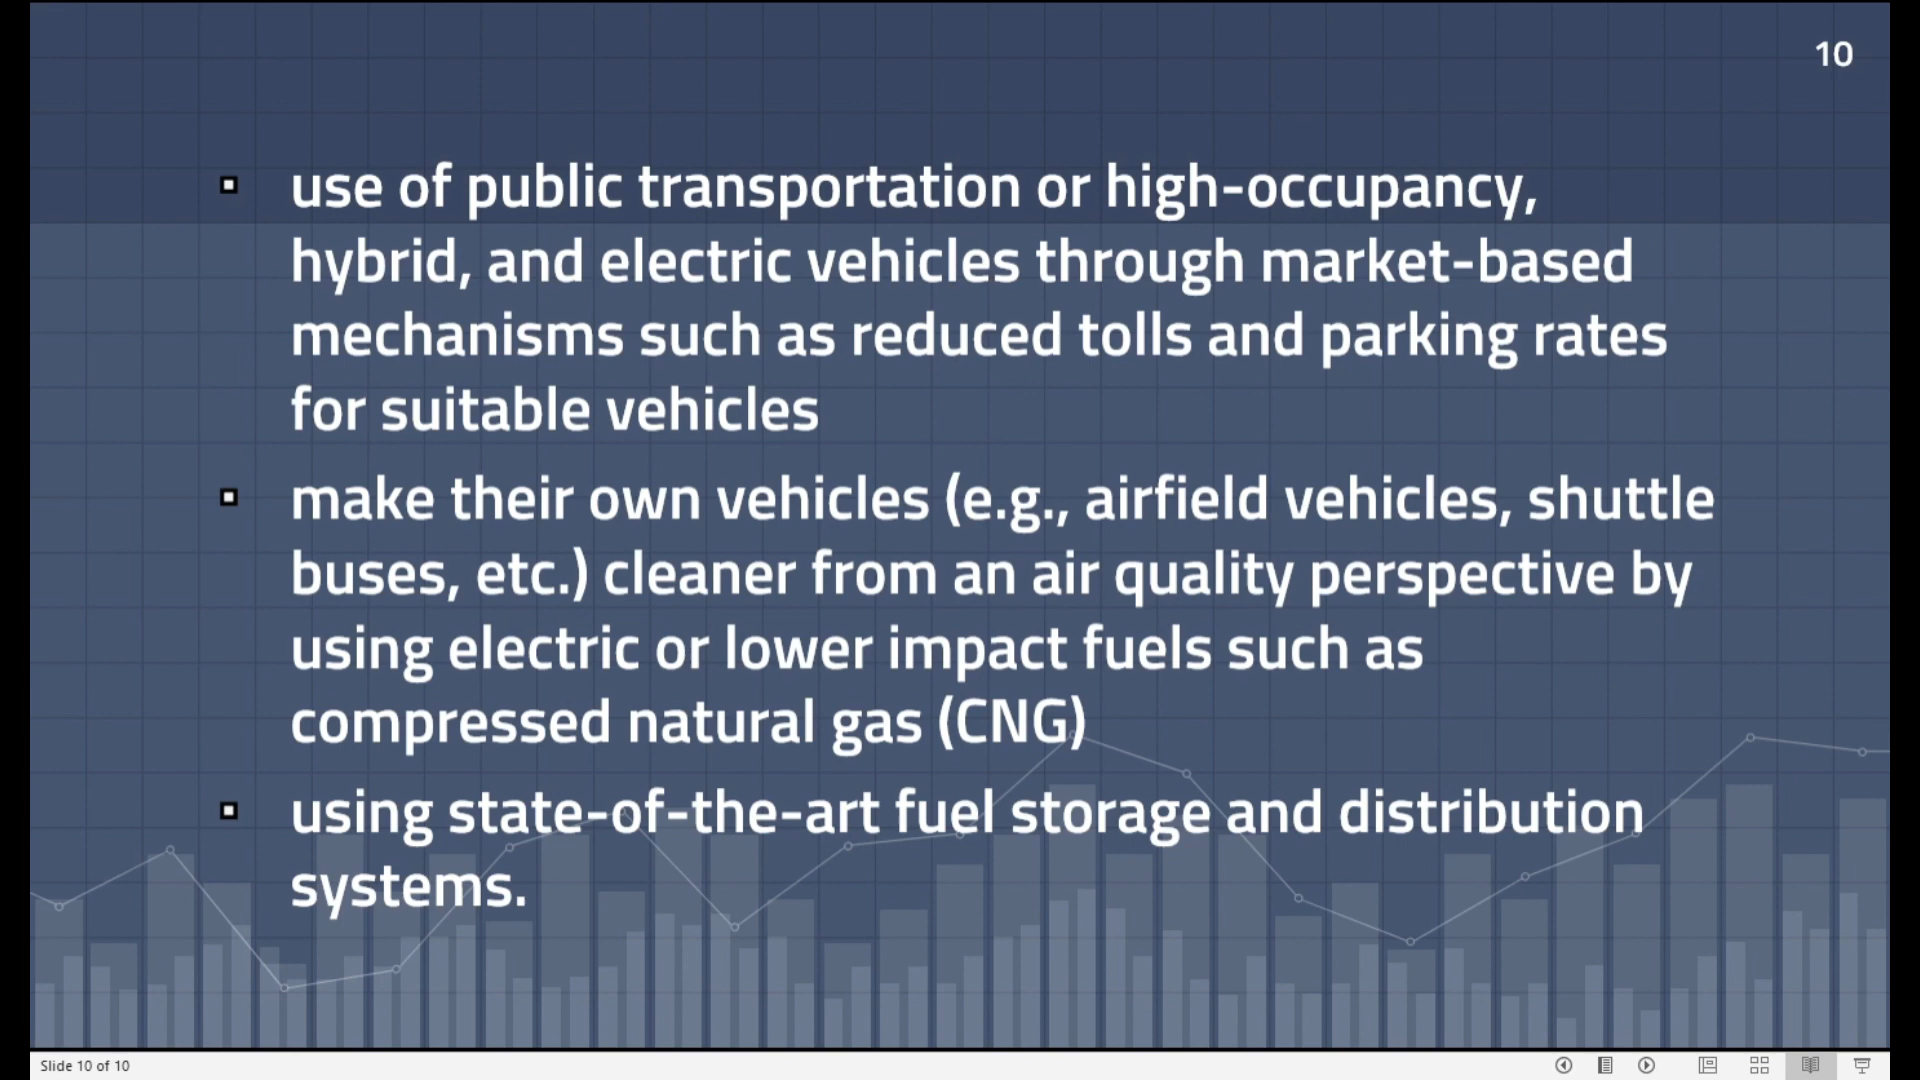 10
use of public transportation or high-occupancy,
hybrid, and electric vehicles through market-based
mechanisms such as reduced tolls and parking rates
for suitable vehicles
make their own vehicles (e.g., airfield vehicles, shuttle
buses, etc.) cleaner from an air quality perspective by
using electric or lower impact fuels such as
compressed natural gas (CNG)
using state-of-the-art fuel storage and distribution
systems.
Slide 10 of 10